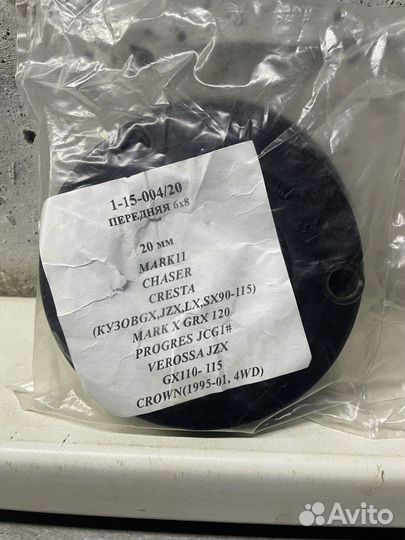 1-15-004/20
ПЕРЕДНЯЯ 6x8
20 мм
MARK11
CHASER
CRESTA
(КУЗОВGX,JZX,LX,SX90-115)
MARK X GRX 120
PROGRES JCG1#
VEROSSA JZX
GX110- 115
CROWN(1995-01, 4WD)
Avito